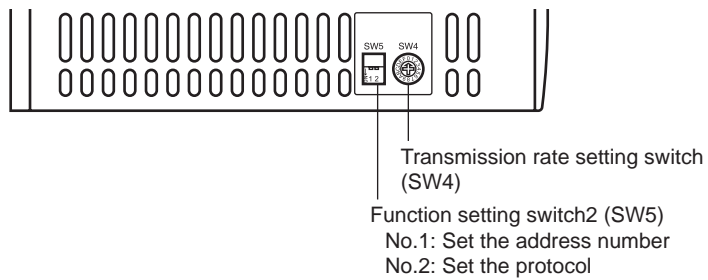 SW5 SW4
1 2
Transmission rate setting switch
(SW4)
Function setting switch2 (SW5)
No.1: Set the address number
No.2: Set the protocol